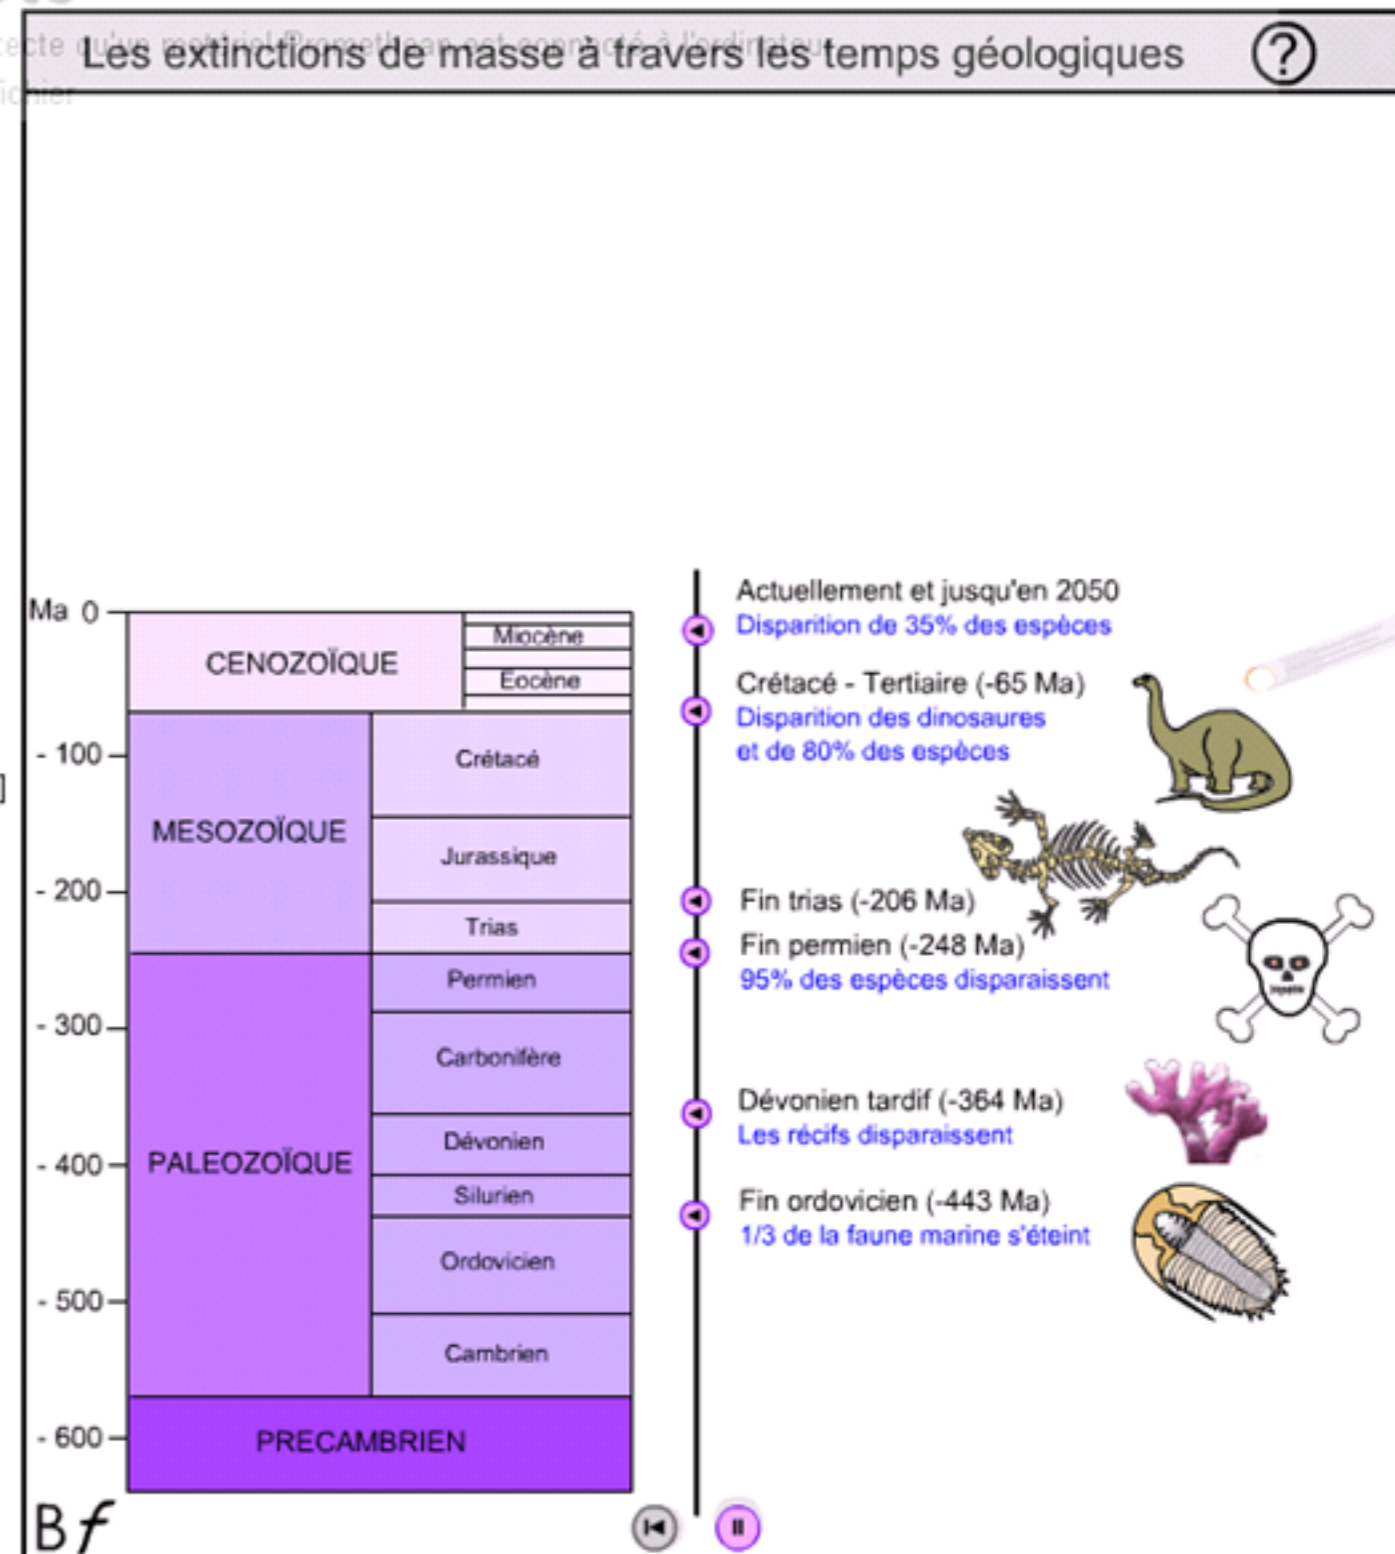 Les extinctions de masse à travers les temps géologiques ?
ichier
Ma 0
- 100
- 200
- 300
- 400
- 500
- 600
CENOZOÏQUE
Miocène
Eocène
MESOZOÏQUE
Crétacé
Jurassique
Trias
PALEOZOÏQUE
Permien
Carbonifère
Dévonien
Silurien
Ordovicien
Cambrien
PRECAMBRIEN
Actuellement et jusqu'en 2050
Disparition de 35% des espèces
Crétacé - Tertiaire (-65 Ma)
Disparition des dinosaures
et de 80% des espèces
Fin trias (-206 Ma)
Fin permien (-248 Ma)
95% des espèces disparaissent
Dévonien tardif (-364 Ma)
Les récifs disparaissent
Fin ordovicien (-443 Ma)
1/3 de la faune marine s'éteint
Bf